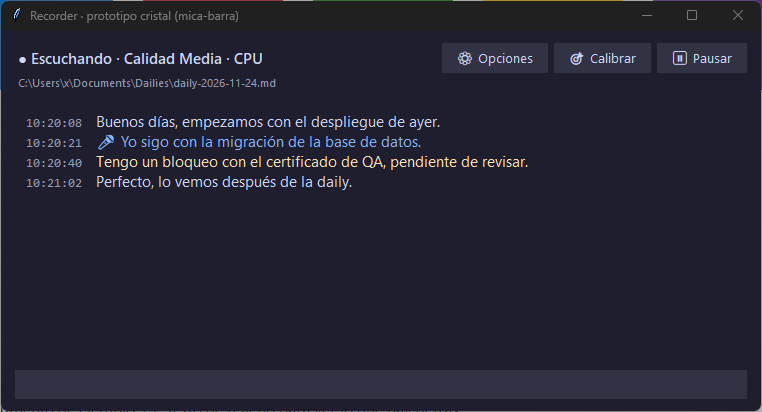 Recorder · prototipo cristal (mica-barra)
● Escuchando · Calidad Media · CPU
Opciones
Calibrar
Pausar
C:\Users\x\Documents\Dailies\daily-2026-11-24.md
10:20:08 Buenos días, empezamos con el despliegue de ayer.
10:20:21 🎤 Yo sigo con la migración de la base de datos.
10:20:40 Tengo un bloqueo con el certificado de QA, pendiente de revisar.
10:21:02 Perfecto, lo vemos después de la daily.